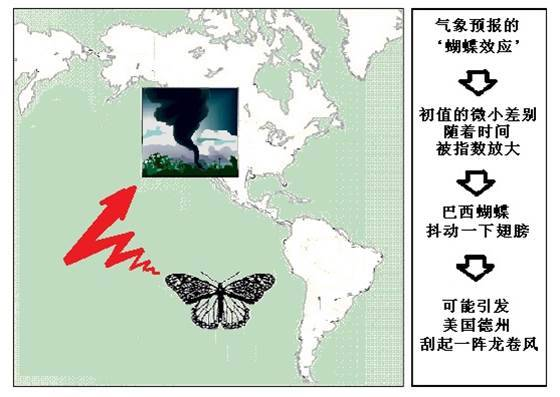 气象预报的
‘蝴蝶效应’
初值的微小差别
随着时间
被指数放大
巴西蝴蝶
抖动一下翅膀
可能引发
美国德州
刮起一阵龙卷风